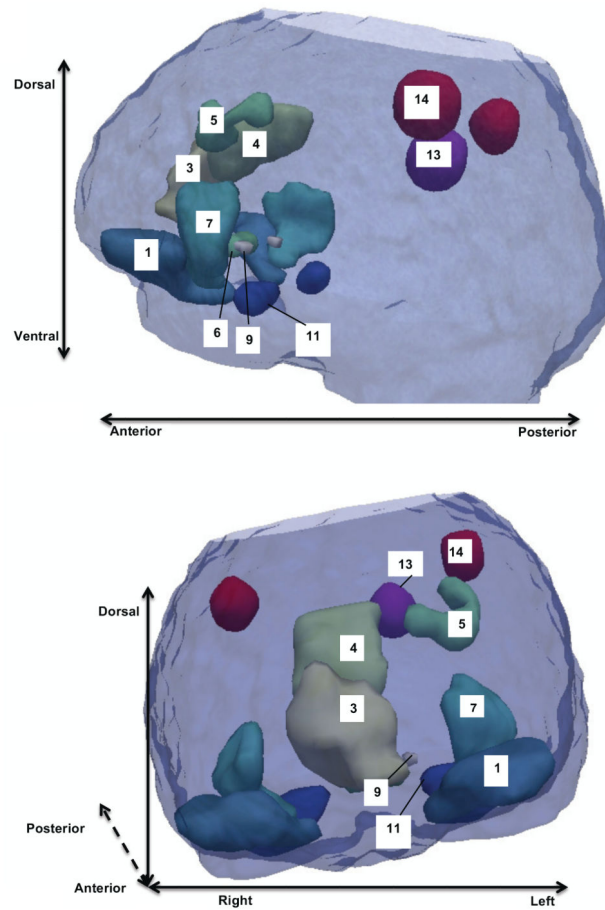 Dorsal
14
5
4
13
3
7
1
6
9
11
Ventral
Anterior
Posterior
14
13
Dorsal
5
4
7
3
1
9
11
Posterior
Anterior
Right
Left